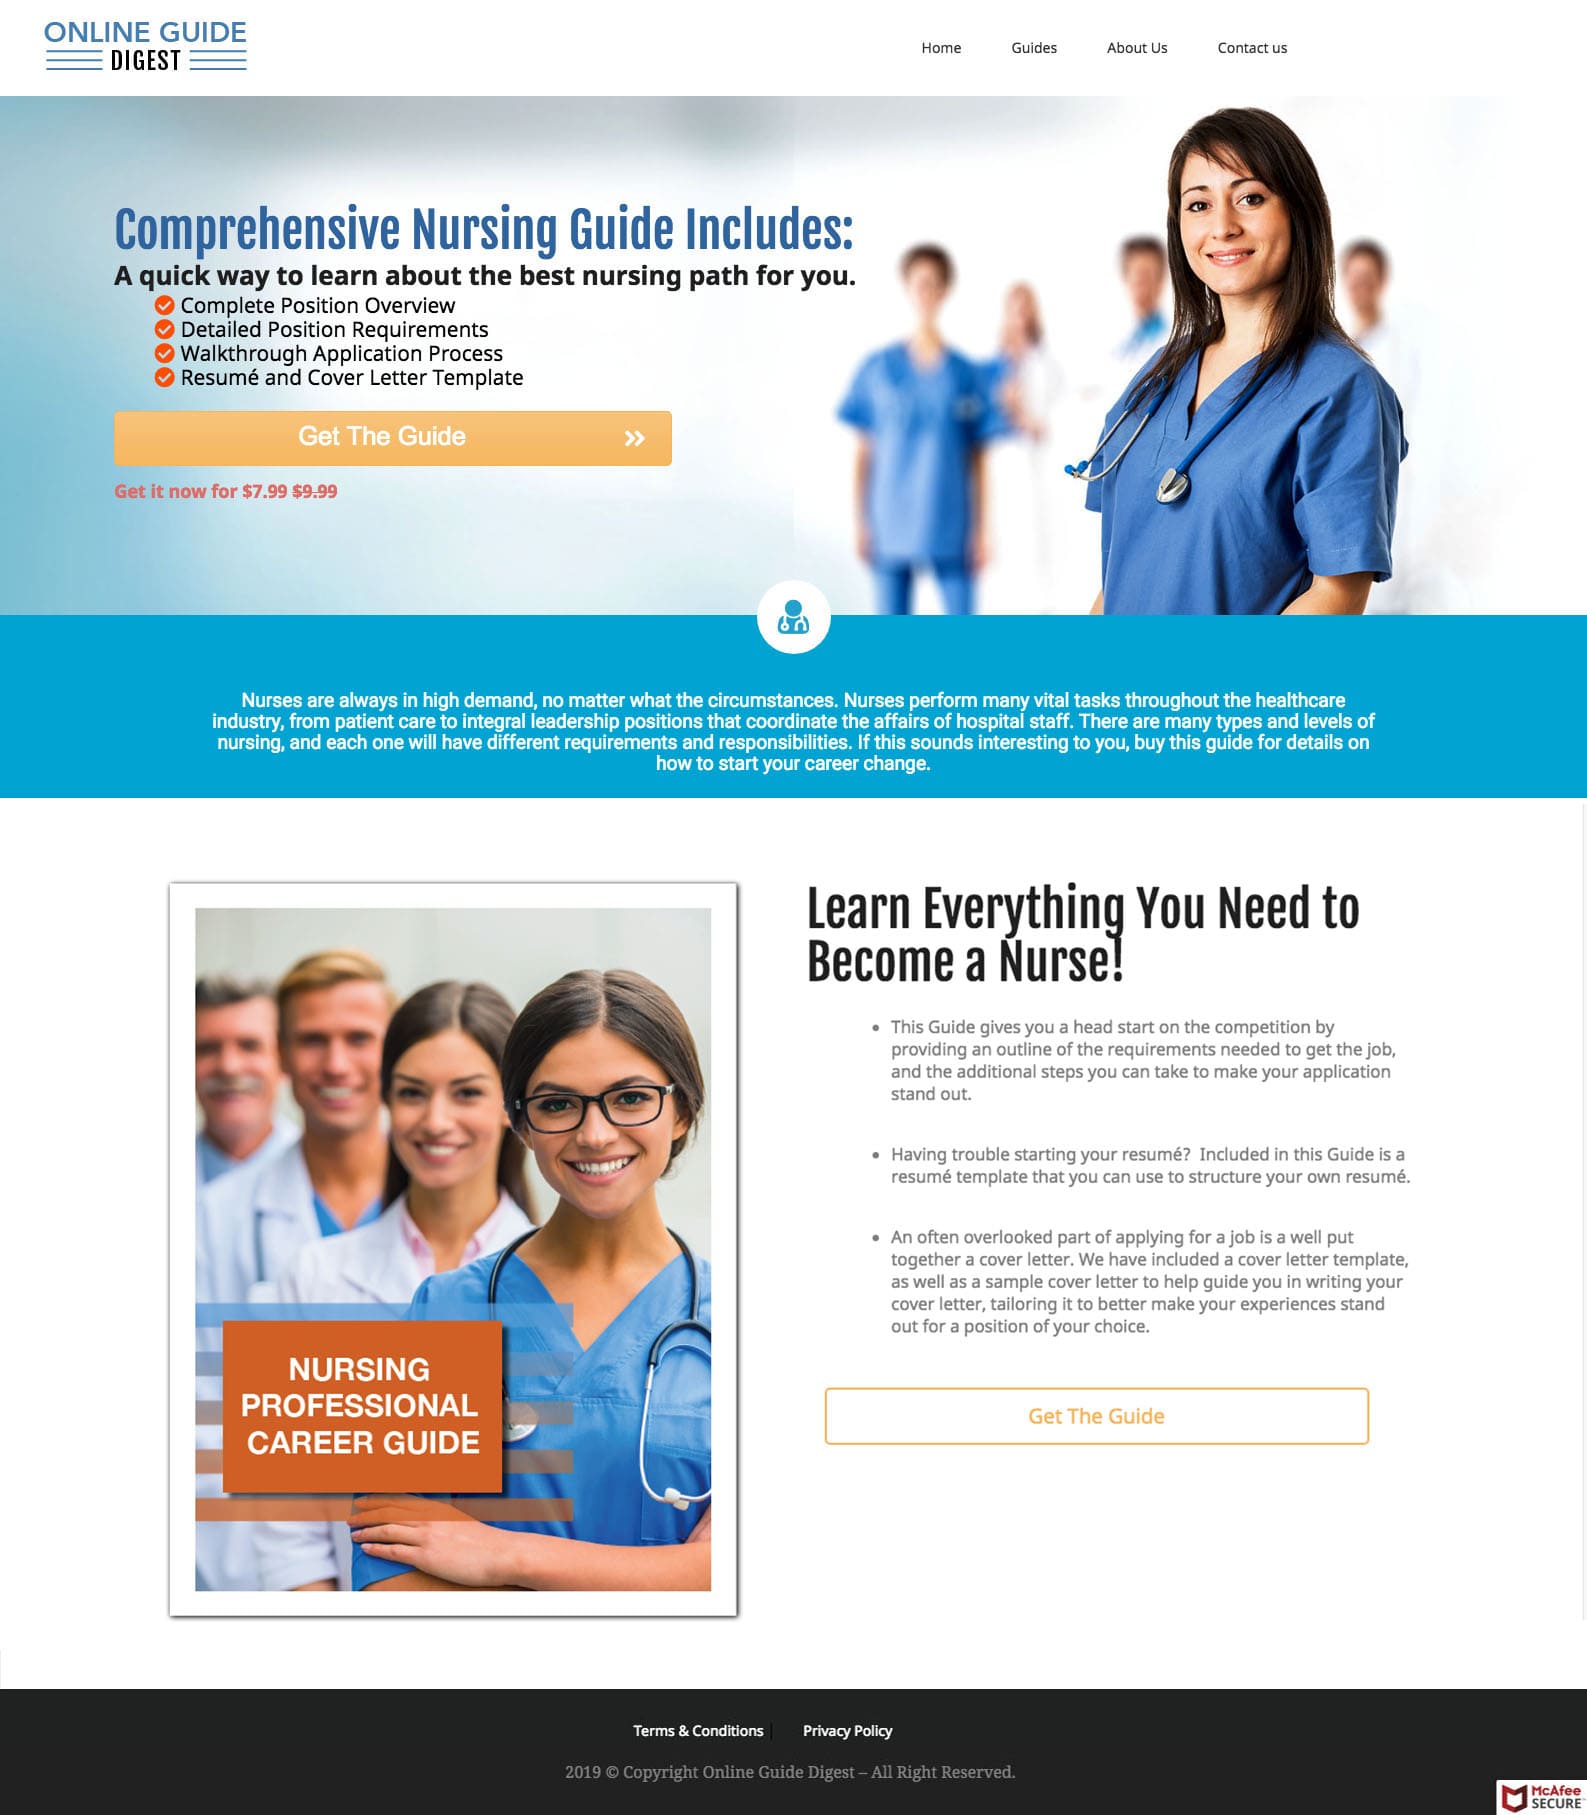 ONLINE GUIDE
DIGEST
Home
Guides
About Us
Contact us
Comprehensive Nursing Guide Includes:
A quick way to learn about the best nursing path for you.
Complete Position Overview
Detailed Position Requirements
Walkthrough Application Process
Resumé and Cover Letter Template
Get The Guide
Get it now for $7.99 $9.99
Nurses are always in high demand, no matter what the circumstances. Nurses perform many vital tasks throughout the healthcare
industry, from patient care to integral leadership positions that coordinate the affairs of hospital staff. There are many types and levels of
nursing, and each one will have different requirements and responsibilities. If this sounds interesting to you, buy this guide for details on
how to start your career change.
NURSING
PROFESSIONAL
CAREER GUIDE
Learn Everything You Need to
Become a Nurse!
This Guide gives you a head start on the competition by
providing an outline of the requirements needed to get the job,
and the additional steps you can take to make your application
stand out.
Having trouble starting your resumé? Included in this Guide is a
resumé template that you can use to structure your own resumé.
An often overlooked part of applying for a job is a well put
together a cover letter. We have included a cover letter template,
as well as a sample cover letter to help guide you in writing your
cover letter, tailoring it to better make your experiences stand
out for a position of your choice.
Get The Guide
Terms & Conditions | Privacy Policy
2019 © Copyright Online Guide Digest – All Right Reserved.
McAfee
SECURE